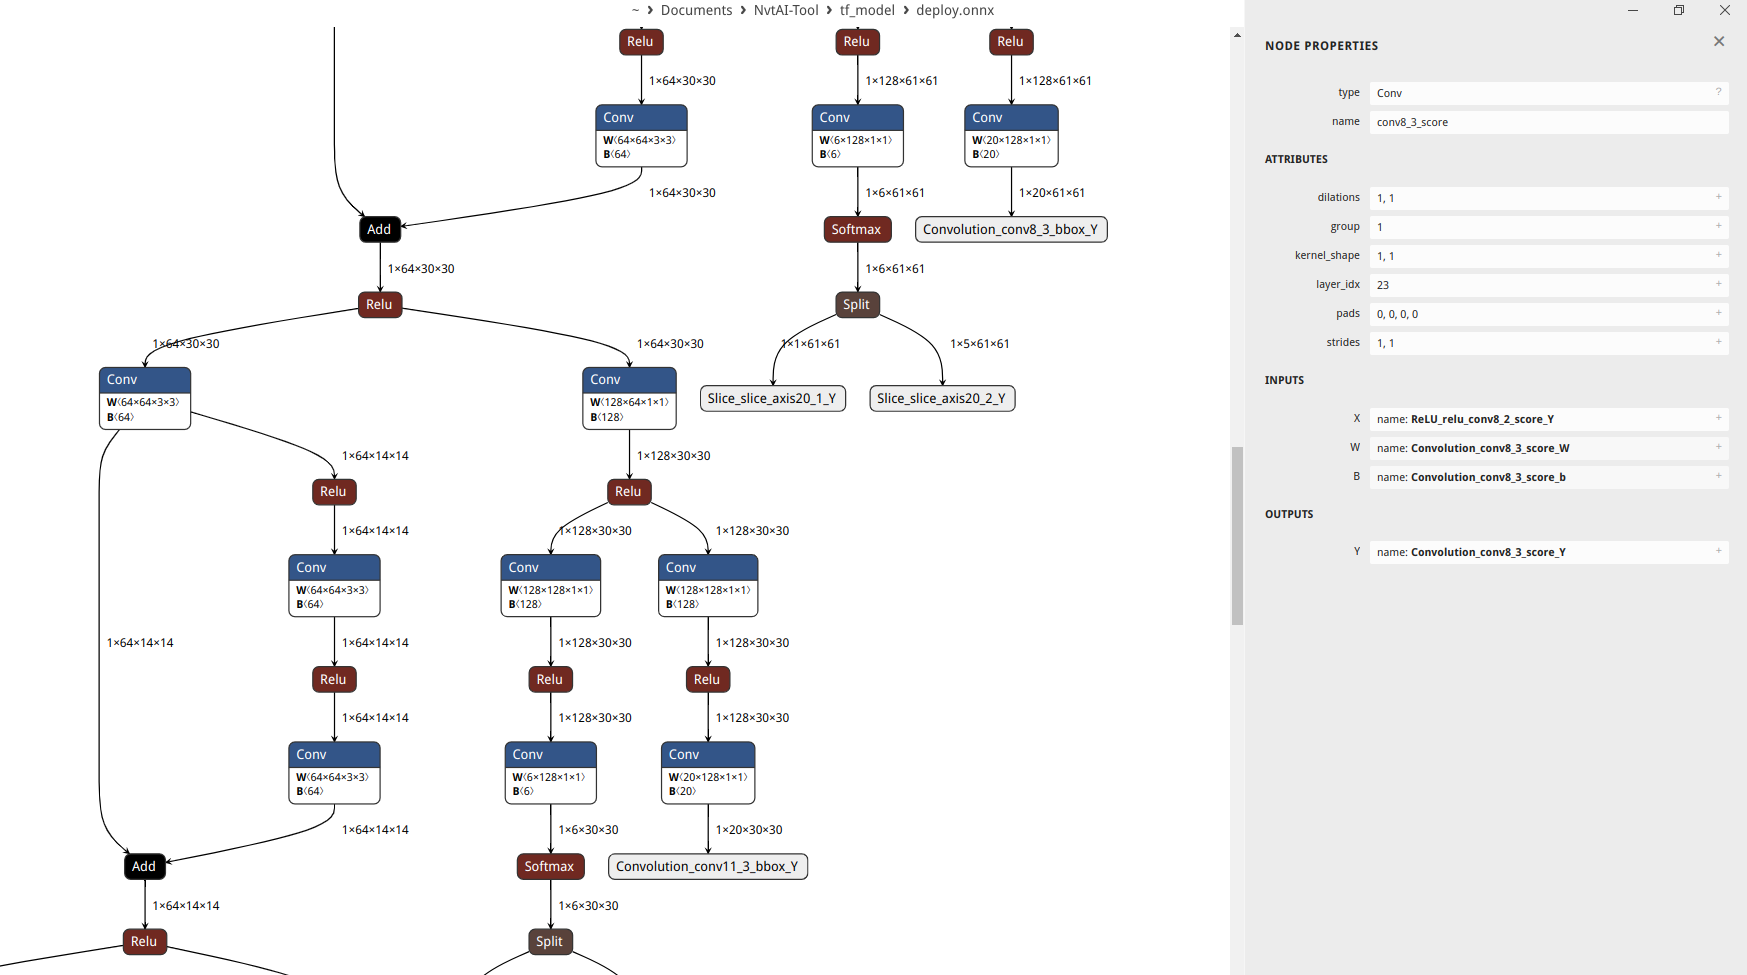 ~ › Documents › NvtAI-Tool › tf_model › deploy.onnx
Relu
Relu
Relu
1×64×30×30
1×128×61×61
1×128×61×61
Conv
W⟨64×64×3×3⟩
B⟨64⟩
Conv
W⟨6×128×1×1⟩
B⟨6⟩
Conv
W⟨20×128×1×1⟩
B⟨20⟩
1×64×30×30
1×6×61×61
1×20×61×61
Add
Softmax
Convolution_conv8_3_bbox_Y
1×64×30×30
1×6×61×61
Relu
Split
1×64×30×30
1×64×30×30
1×1×61×61
1×5×61×61
Conv
W⟨64×64×3×3⟩
B⟨64⟩
Conv
W⟨128×64×1×1⟩
B⟨128⟩
Slice_slice_axis20_1_Y
Slice_slice_axis20_2_Y
1×64×14×14
1×128×30×30
Relu
Relu
1×64×14×14
1×128×30×30
1×128×30×30
Conv
W⟨64×64×3×3⟩
B⟨64⟩
Conv
W⟨128×128×1×1⟩
B⟨128⟩
Conv
W⟨128×128×1×1⟩
B⟨128⟩
1×64×14×14
1×64×14×14
1×128×30×30
1×128×30×30
Relu
Relu
Relu
1×64×14×14
1×128×30×30
1×128×30×30
Conv
W⟨64×64×3×3⟩
B⟨64⟩
Conv
W⟨6×128×1×1⟩
B⟨6⟩
Conv
W⟨20×128×1×1⟩
B⟨20⟩
1×64×14×14
1×6×30×30
1×20×30×30
Add
Softmax
Convolution_conv11_3_bbox_Y
1×64×14×14
1×6×30×30
Relu
Split
NODE PROPERTIES
type Conv ?
name conv8_3_score
ATTRIBUTES
dilations 1, 1 +
group 1 +
kernel_shape 1, 1 +
layer_idx 23 +
pads 0, 0, 0, 0 +
strides 1, 1 +
INPUTS
X name: ReLU_relu_conv8_2_score_Y +
W name: Convolution_conv8_3_score_W +
B name: Convolution_conv8_3_score_b +
OUTPUTS
Y name: Convolution_conv8_3_score_Y +